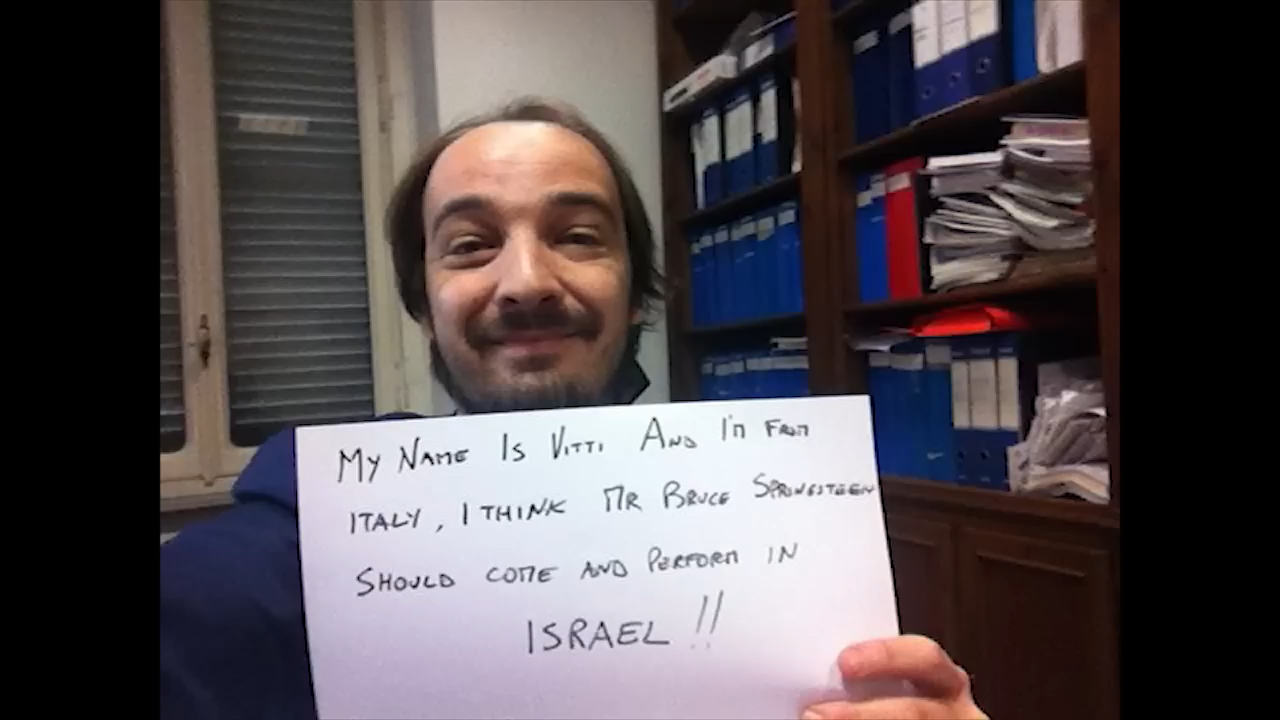 My Name Is Vitti And I'm From
ITALY, I THINK MR BRUCE SPRINGSTEEN
SHOULD COME AND PERFORM IN
ISRAEL!!